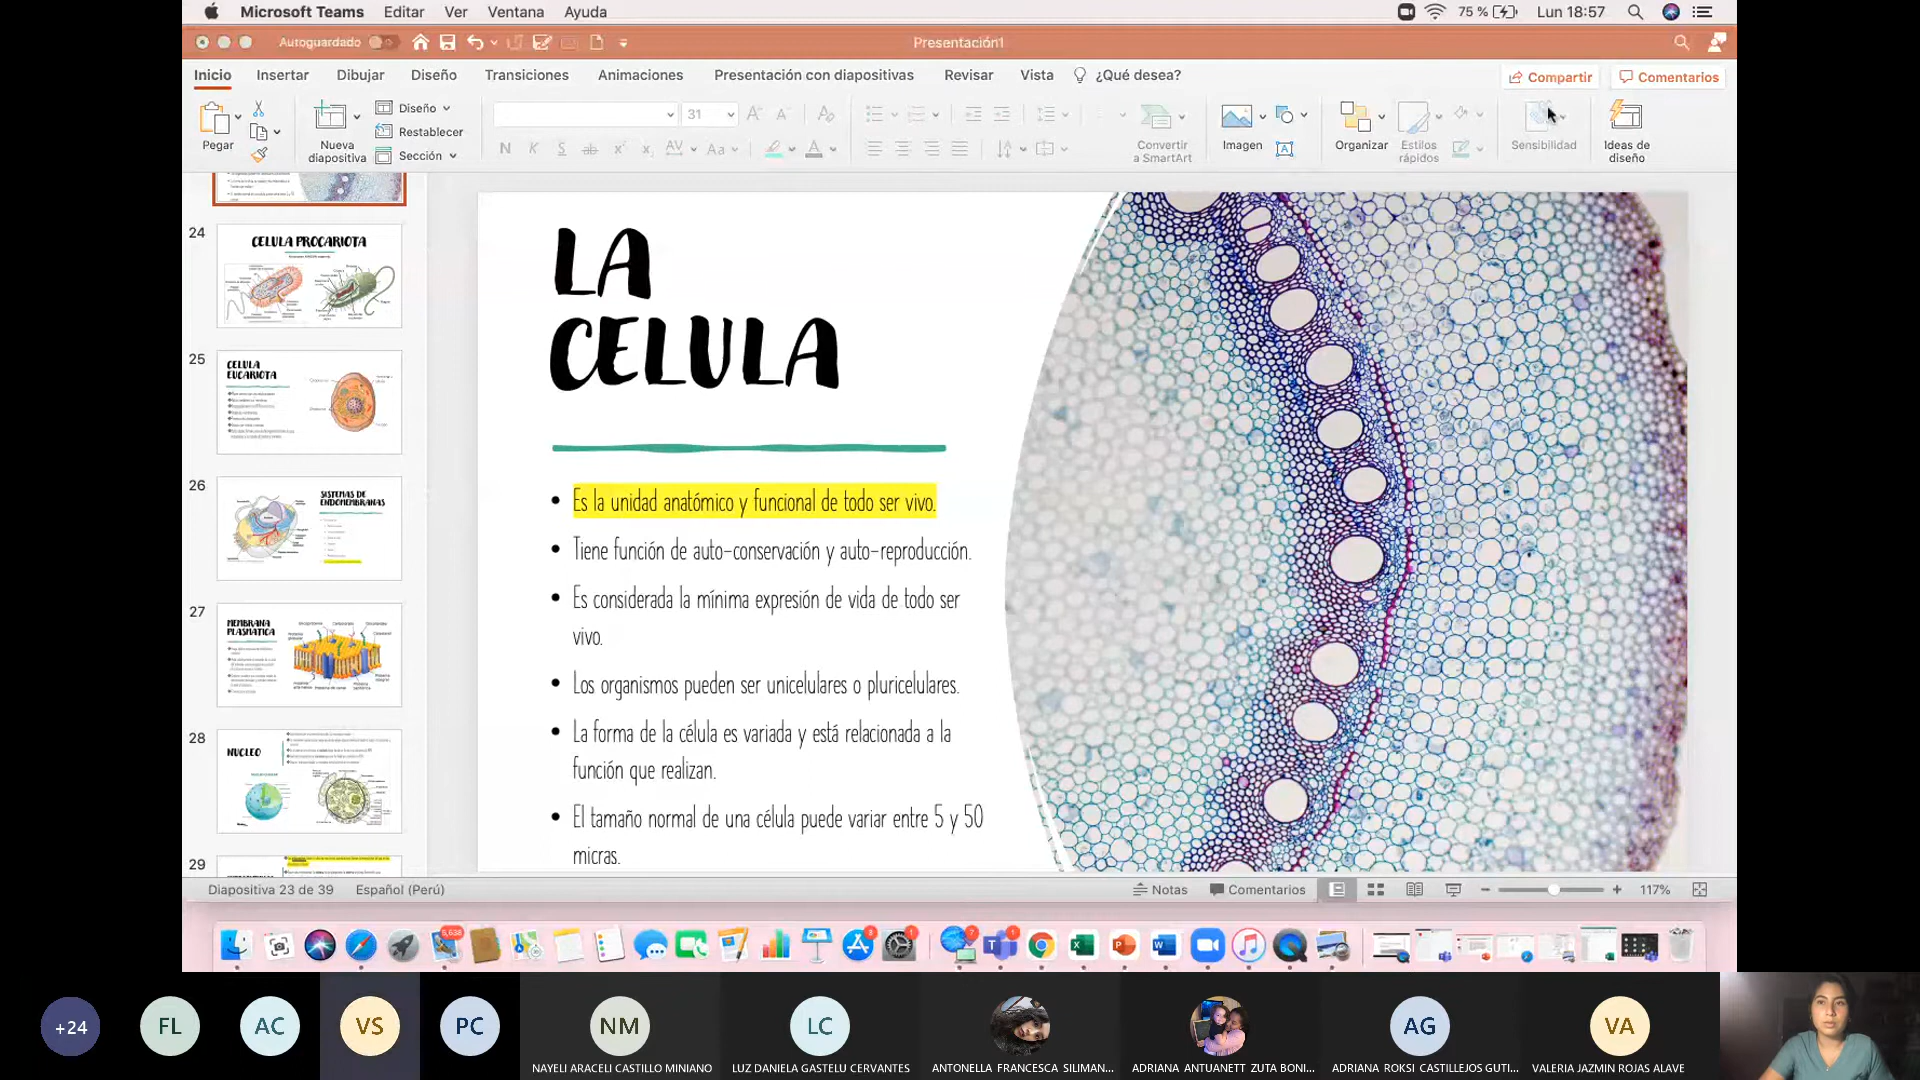 Microsoft Teams Editar Ver Ventana Ayuda
75 % Lun 18:57
Autoguardado
Presentación1
Inicio Insertar Dibujar Diseño Transiciones Animaciones Presentación con diapositivas Revisar Vista ¿Qué desea?
Compartir Comentarios
Pegar
Nueva diapositiva
Diseño
Restablecer
Sección
31
Convertir a SmartArt
Imagen
Organizar
Estilos rápidos
Sensibilidad
Ideas de diseño
24
CELULA PROCARIOTA
25
CELULA
EUCARIOTA
26
SISTEMAS DE
ENDOMEMBRANAS
27
MEMBRANA
PLASMATICA
28
NUCLEO
29
LA
CELULA
• Es la unidad anatómico y funcional de todo ser vivo.
• Tiene función de auto-conservación y auto-reproducción.
• Es considerada la mínima expresión de vida de todo ser
vivo.
• Los organismos pueden ser unicelulares o pluricelulares.
• La forma de la célula es variada y está relacionada a la
función que realizan.
• El tamaño normal de una célula puede variar entre 5 y 50
micras.
Diapositiva 23 de 39 Español (Perú)
Notas Comentarios 117%
5,638
3
1
7
1
+24 FL AC VS PC NM LC AG VA
NAYELI ARACELI CASTILLO MINIANO
LUZ DANIELA GASTELU CERVANTES
ANTONELLA FRANCESCA SILIMAN...
ADRIANA ANTUANETT ZUTA BONI...
ADRIANA ROKSI CASTILLEJOS GUTI...
VALERIA JAZMIN ROJAS ALAVE